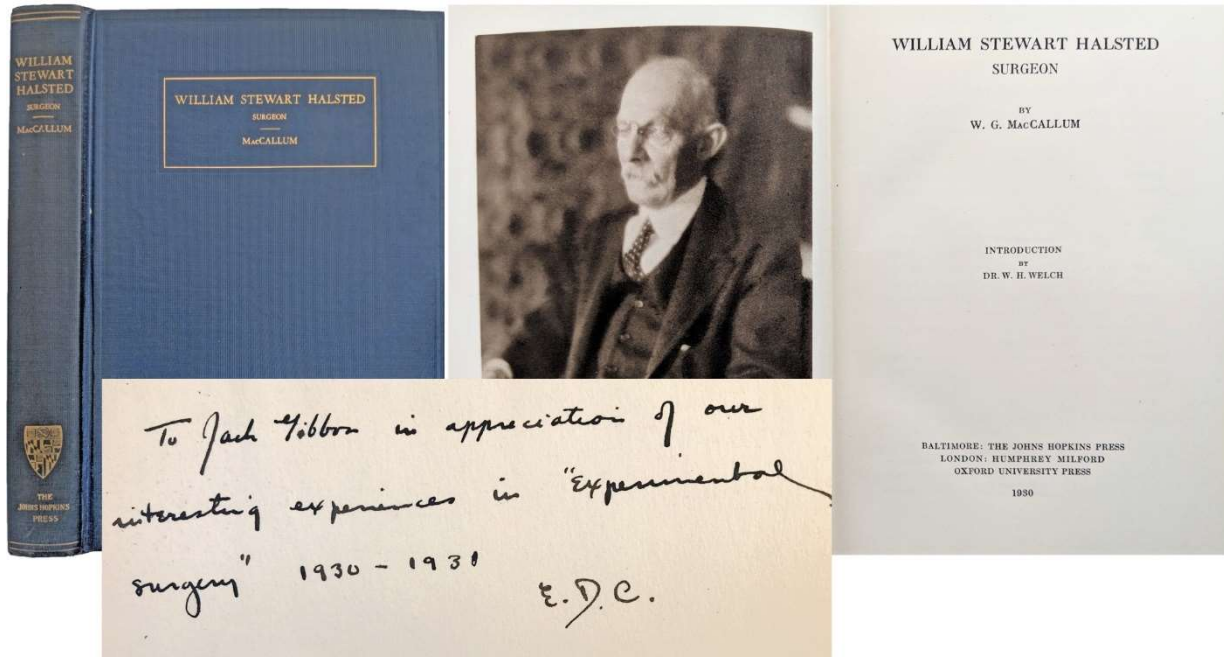 WILLIAM
STEWART
HALSTED
SURGEON
MACCALLUM
THE
JOHNS HOPKINS
PRESS
WILLIAM STEWART HALSTED
SURGEON
MACCALLUM
WILLIAM STEWART HALSTED
SURGEON
BY
W. G. MACCALLUM
INTRODUCTION
BY
DR. W. H. WELCH
BALTIMORE: THE JOHNS HOPKINS PRESS
LONDON: HUMPHREY MILFORD
OXFORD UNIVERSITY PRESS
1930
To Jack Gibbon in appreciation of our
interesting experiences in "Experimental
surgery" 1930 - 1931
E.D.C.